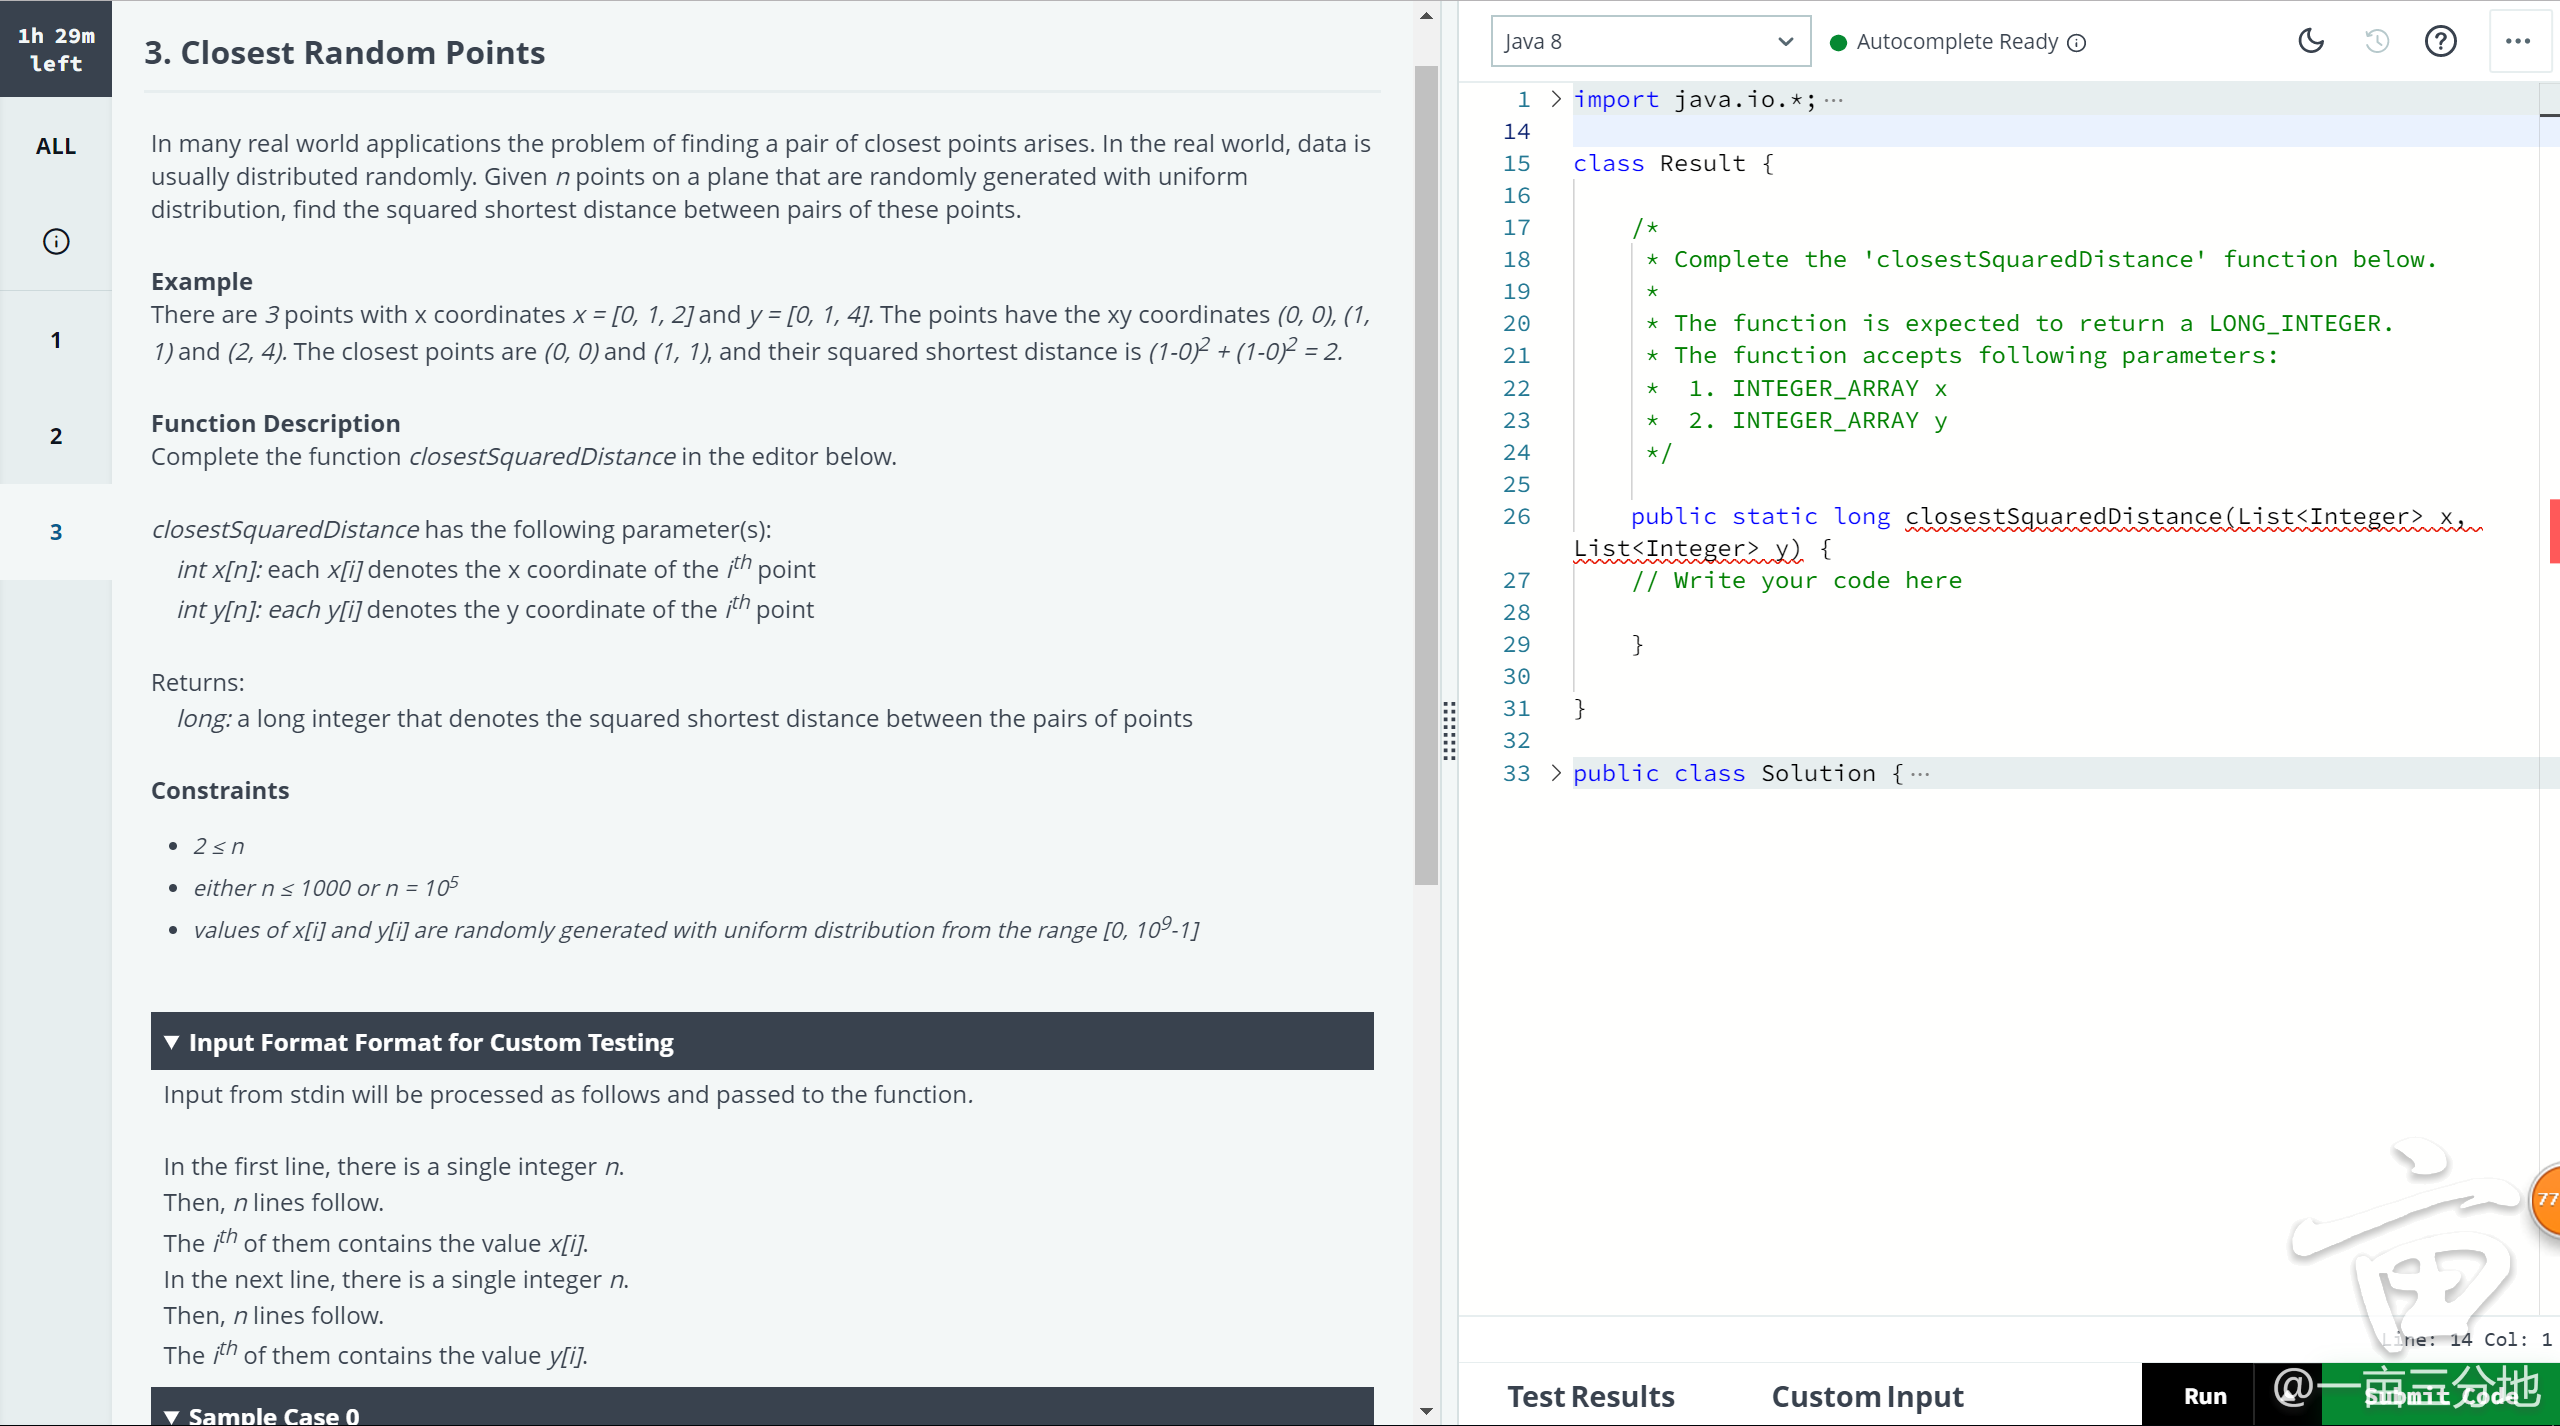 1h 29m
left
ALL
1
2
3
3. Closest Random Points
In many real world applications the problem of finding a pair of closest points arises. In the real world, data is
usually distributed randomly. Given n points on a plane that are randomly generated with uniform
distribution, find the squared shortest distance between pairs of these points.
Example
There are 3 points with x coordinates x = [0, 1, 2] and y = [0, 1, 4]. The points have the xy coordinates (0, 0), (1,
1) and (2, 4). The closest points are (0, 0) and (1, 1), and their squared shortest distance is (1-0)² + (1-0)² = 2.
Function Description
Complete the function closestSquaredDistance in the editor below.
closestSquaredDistance has the following parameter(s):
int x[n]: each x[i] denotes the x coordinate of the iᵗʰ point
int y[n]: each y[i] denotes the y coordinate of the iᵗʰ point
Returns:
long: a long integer that denotes the squared shortest distance between the pairs of points
Constraints
• 2 ≤ n
• either n ≤ 1000 or n = 10⁵
• values of x[i] and y[i] are randomly generated with uniform distribution from the range [0, 10⁹-1]
▼ Input Format Format for Custom Testing
Input from stdin will be processed as follows and passed to the function.
In the first line, there is a single integer n.
Then, n lines follow.
The iᵗʰ of them contains the value x[i].
In the next line, there is a single integer n.
Then, n lines follow.
The iᵗʰ of them contains the value y[i].
▼ Sample Case 0
Java 8
Autocomplete Ready
1 > import java.io.*; ···
14
15 class Result {
16
17 /*
18 * Complete the 'closestSquaredDistance' function below.
19 *
20 * The function is expected to return a LONG_INTEGER.
21 * The function accepts following parameters:
22 * 1. INTEGER_ARRAY x
23 * 2. INTEGER_ARRAY y
24 */
25
26 public static long closestSquaredDistance(List<Integer> x,
List<Integer> y) {
27 // Write your code here
28
29 }
30
31 }
32
33 > public class Solution { ···
77
亩
Line: 14 Col: 1
Test Results
Custom Input
Run
Submit Code
@一亩三分地